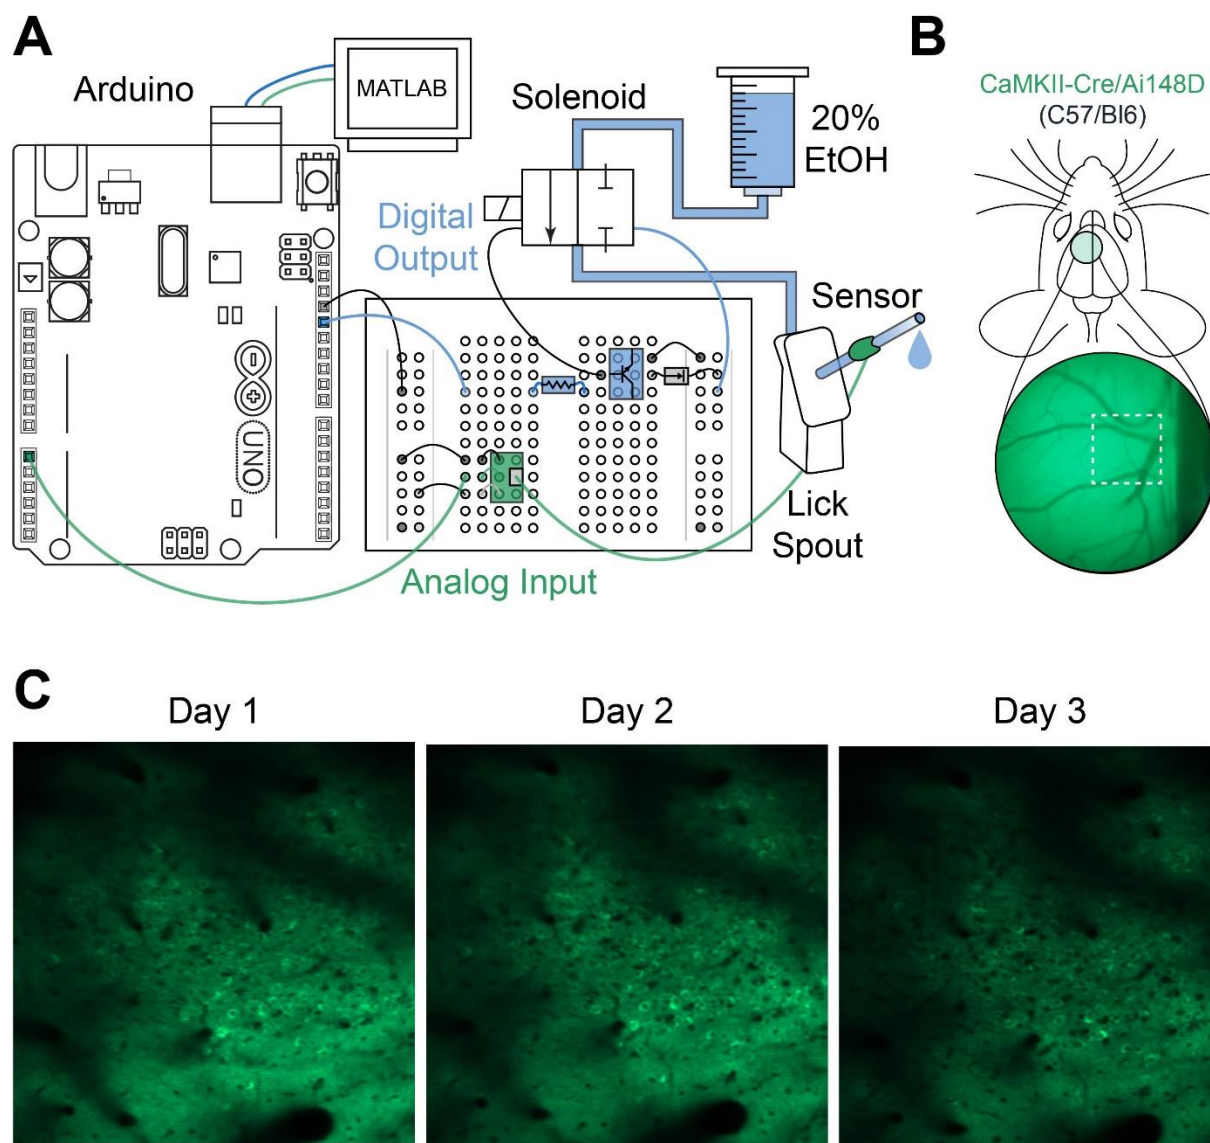 A
Arduino
MATLAB
Solenoid
20%
EtOH
Digital
Output
Sensor
UNO
Lick
Spout
Analog Input
B
CaMKII-Cre/Ai148D
(C57/Bl6)
C
Day 1
Day 2
Day 3